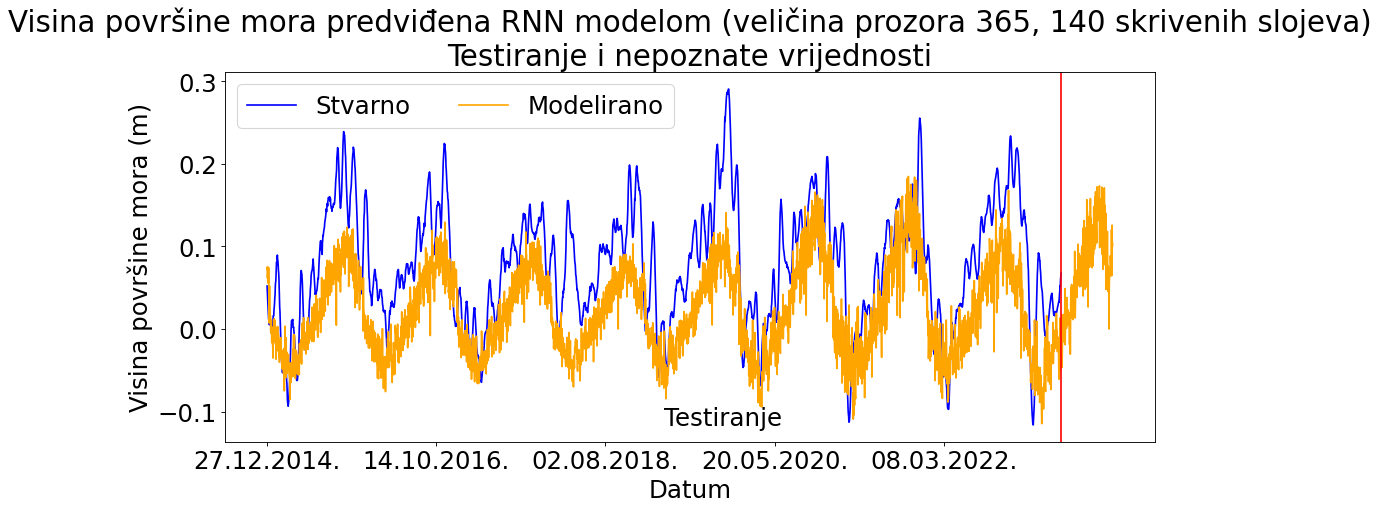 Visina površine mora predviđena RNN modelom (veličina prozora 365, 140 skrivenih slojeva)
Testiranje i nepoznate vrijednosti
Stvarno
Modelirano
Visina površine mora (m)
0.3
0.2
0.1
0.0
−0.1
Testiranje
27.12.2014.
14.10.2016.
02.08.2018.
20.05.2020.
08.03.2022.
Datum